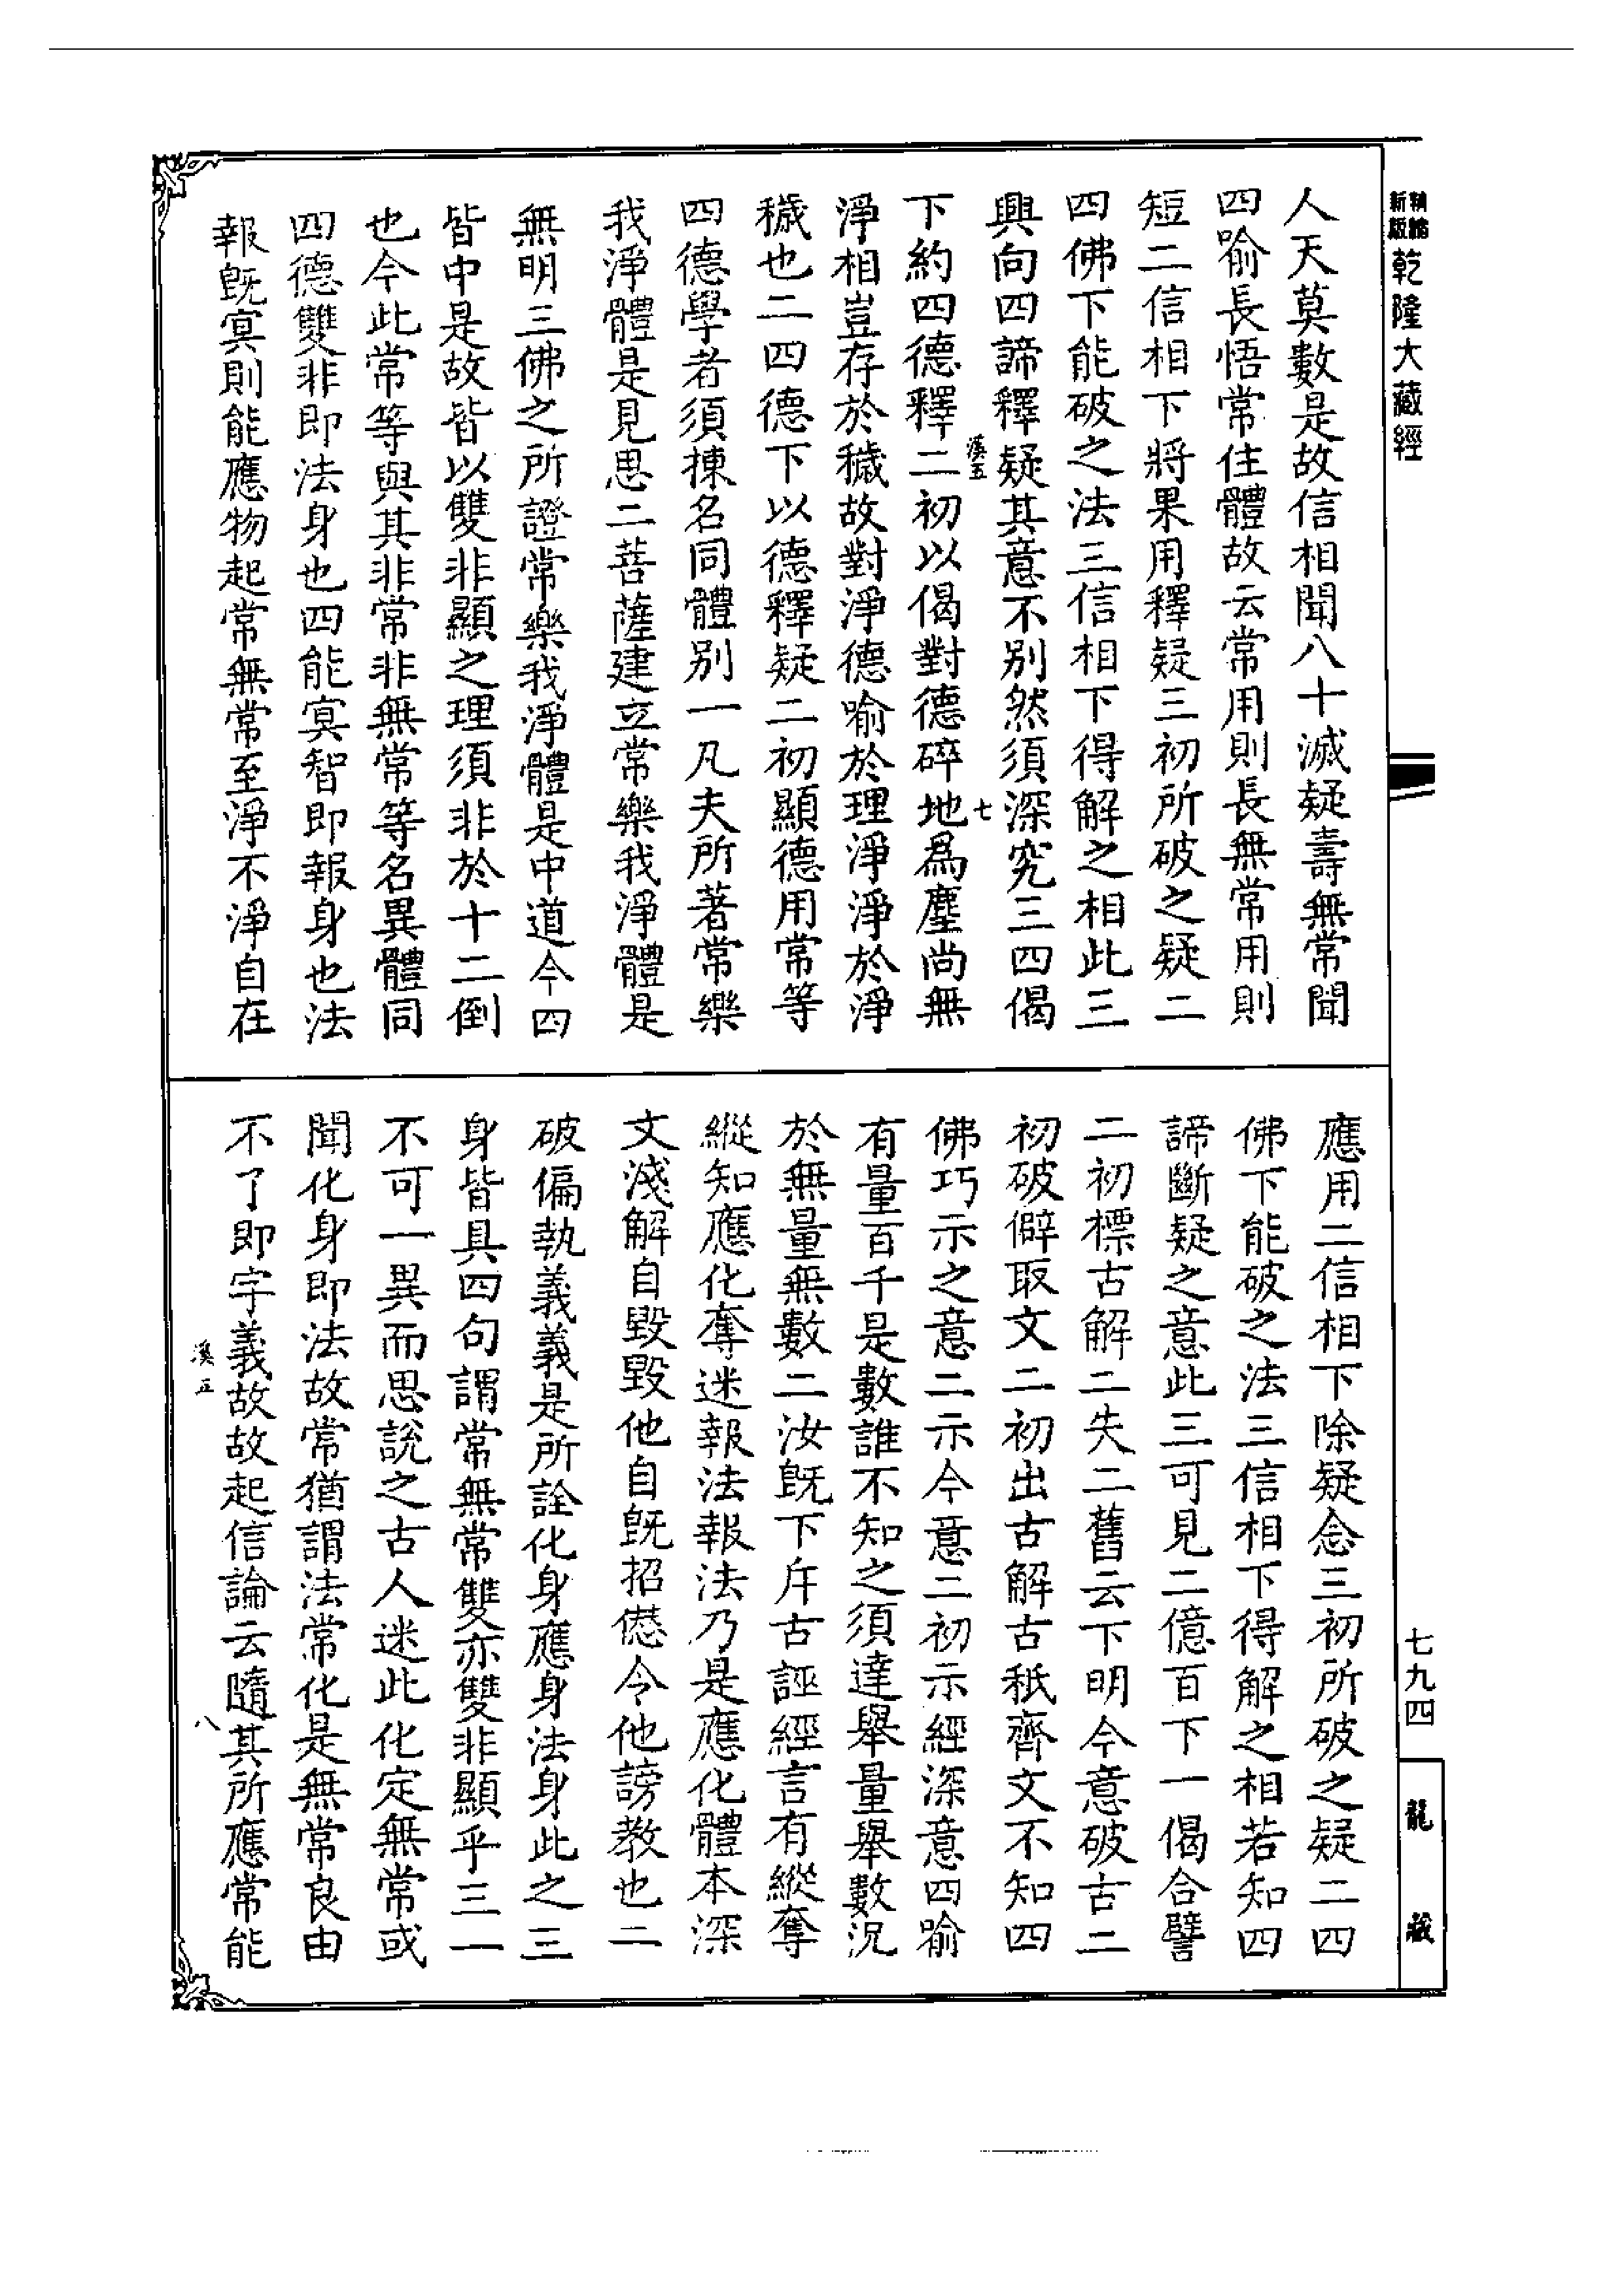 新版
精縮
乾隆大藏經
人天莫數是故信相聞八十滅疑壽無常聞
四喻長悟常住體故云常用則長無常用則
短二信相下將果用釋疑三初所破之疑二
四佛下能破之法三信相下得解之相此三
興向四諦釋疑其意不別然須深究三四偈
溪五
七
下約四德釋二初以偈對德碎地為塵尚無
淨相豈存於穢故對淨德喻於理淨淨於淨
穢也二四德下以德釋疑二初顯德用常等
四德學者須揀名同體別一凡夫所著常樂
我淨體是見思二菩薩建立常樂我淨體是
無明三佛之所證常樂我淨體是中道今四
皆中是故皆以雙非顯之理須非於十二倒
也今此常等與其非常非無常等名異體同
四德雙非即法身也四能冥智即報身也法
報既冥則能應物起常無常至淨不淨自在
應用二信相下除疑念三初所破之疑二四
佛下能破之法三信相下得解之相若知四
諦斷疑之意此三可見二億百下一偈合譬
二初標古解二失二舊云下明今意破古二
初破僻取文二初出古解古秖齊文不知四
佛巧示之意二示今意二初示經深意四喻
有量百千是數誰不知之須達舉量舉數況
於無量無數二汝既下斥古誣經言有縱奪
縱知應化奪迷報法報法乃是應化體本深
文淺解自毀毀他自既招愆令他謗教也二
破偏執義義是所詮化身應身法身此之三
身皆具四句謂常無常雙亦雙非顯乎三一
不可一異而思說之古人迷此化定無常或
聞化身即法故常猶謂法常化是無常良由
不了即字義故故起信論云隨其所應常能
溪五
八
七九四
龍藏